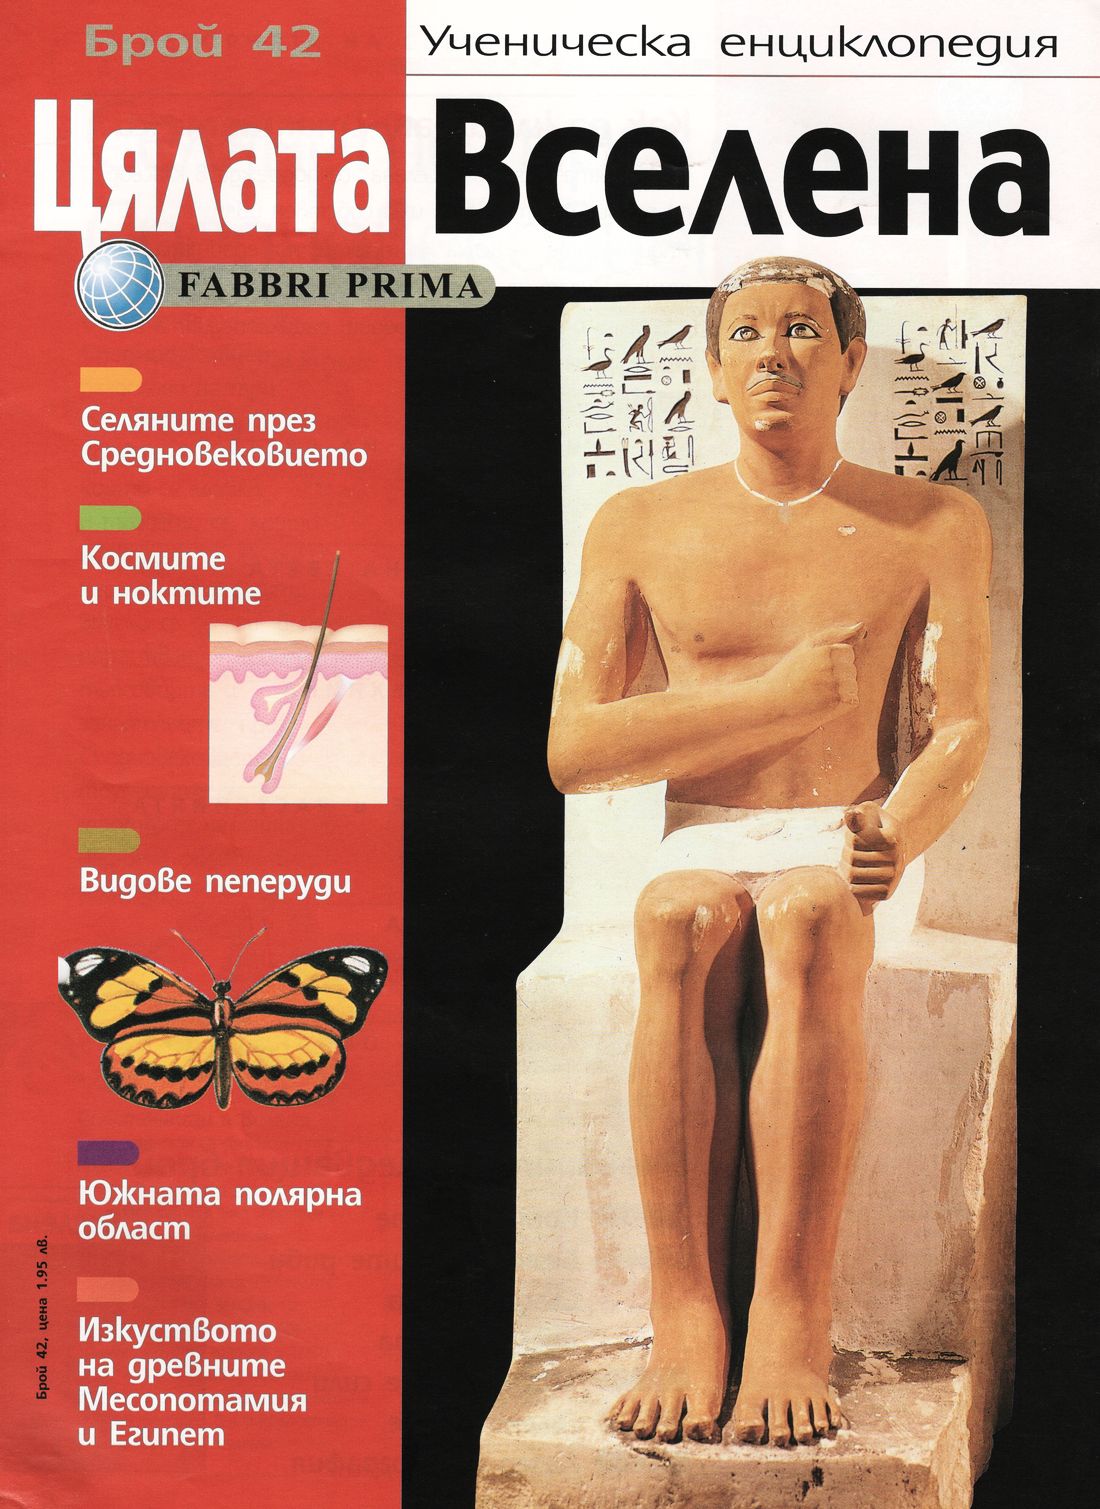 Брой 42
Ученическа енциклопедия
Цялата Вселена
FABBRI PRIMA
Селяните през
Средновековието
Космите
и ноктите
Видове пеперуди
Южната полярна
област
Изкуството
на древните
Месопотамия
и Египет
Брой 42, цена 1.95 лв.